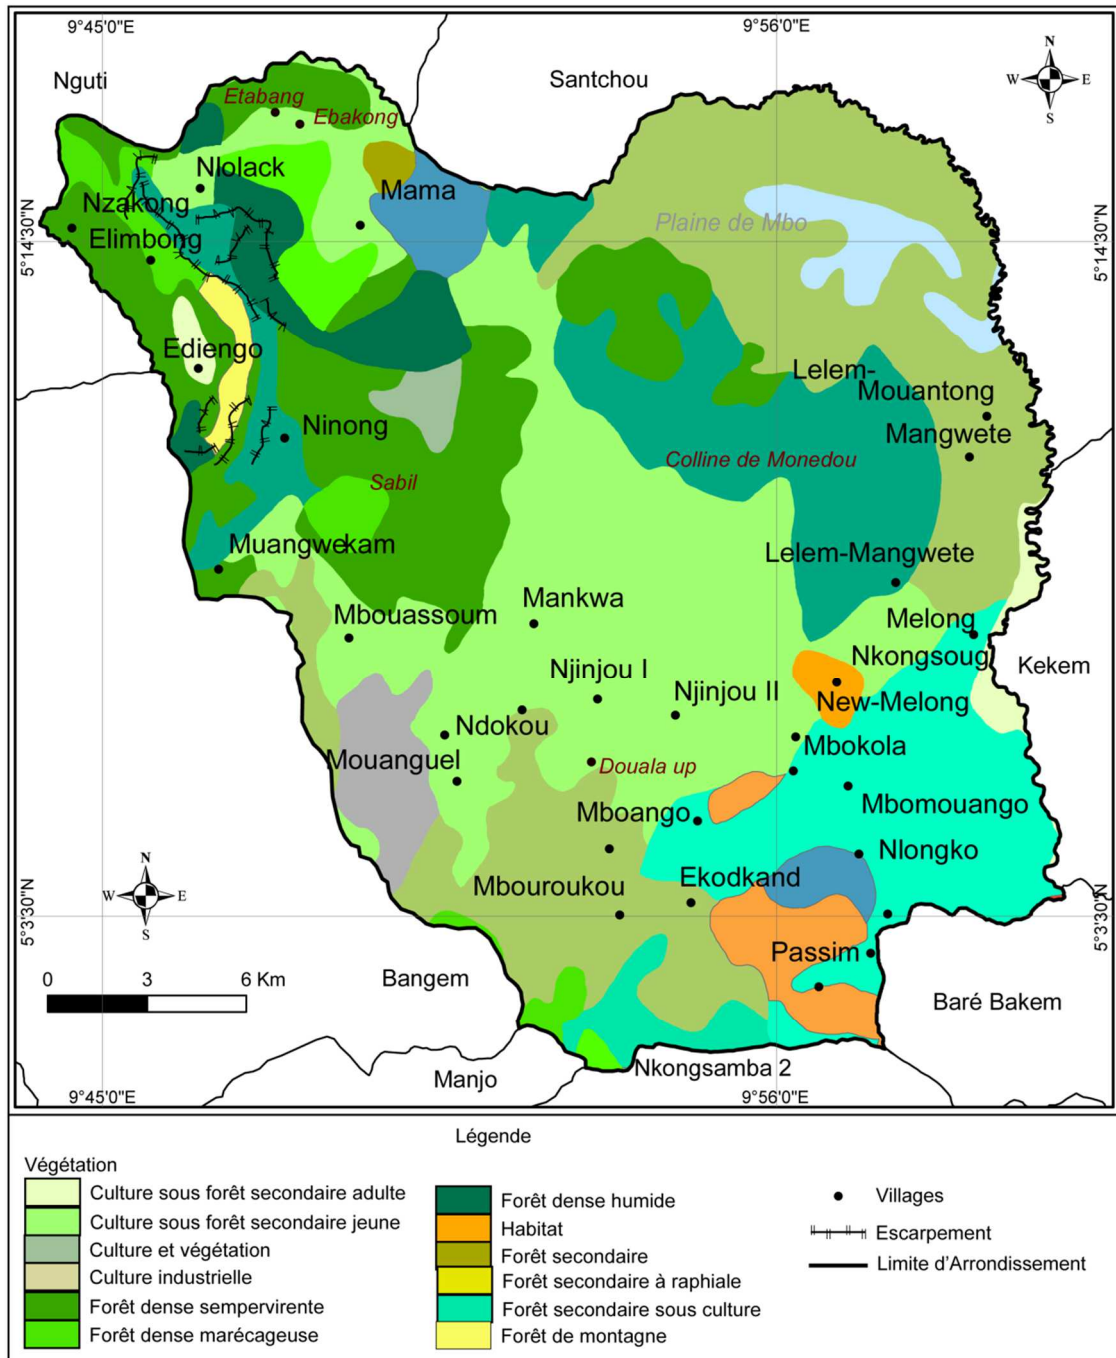 9°45'0"E
9°56'0"E
Nguti
Santchou
N
W E
S
Etabang
Ebakong
Nlolack
Mama
Nzakong
Plaine de Mbo
Elimbong
5°14'30"N
5°14'30"N
Ediengo
Lelem-
Mouantong
Ninong
Mangwete
Colline de Monedou
Sabil
Muangwekam
Lelem-Mangwete
Mankwa
Mbouassoum
Melong
Nkongsoug
Kekem
Njinjou I
Njinjou II
New-Melong
Ndokou
Mbokola
Mouanguel
Douala up
Mboango
Mbomouango
Nlongko
N
W E
S
Mbouroukou
Ekodkand
5°3'30"N
5°3'30"N
Passim
0 3 6 Km
Bangem
Baré Bakem
Manjo
Nkongsamba 2
9°45'0"E
9°56'0"E
Légende
Végétation
Culture sous forêt secondaire adulte
Culture sous forêt secondaire jeune
Culture et végétation
Culture industrielle
Forêt dense sempervirente
Forêt dense marécageuse
Forêt dense humide
Habitat
Forêt secondaire
Forêt secondaire à raphiale
Forêt secondaire sous culture
Forêt de montagne
Villages
Escarpement
Limite d'Arrondissement